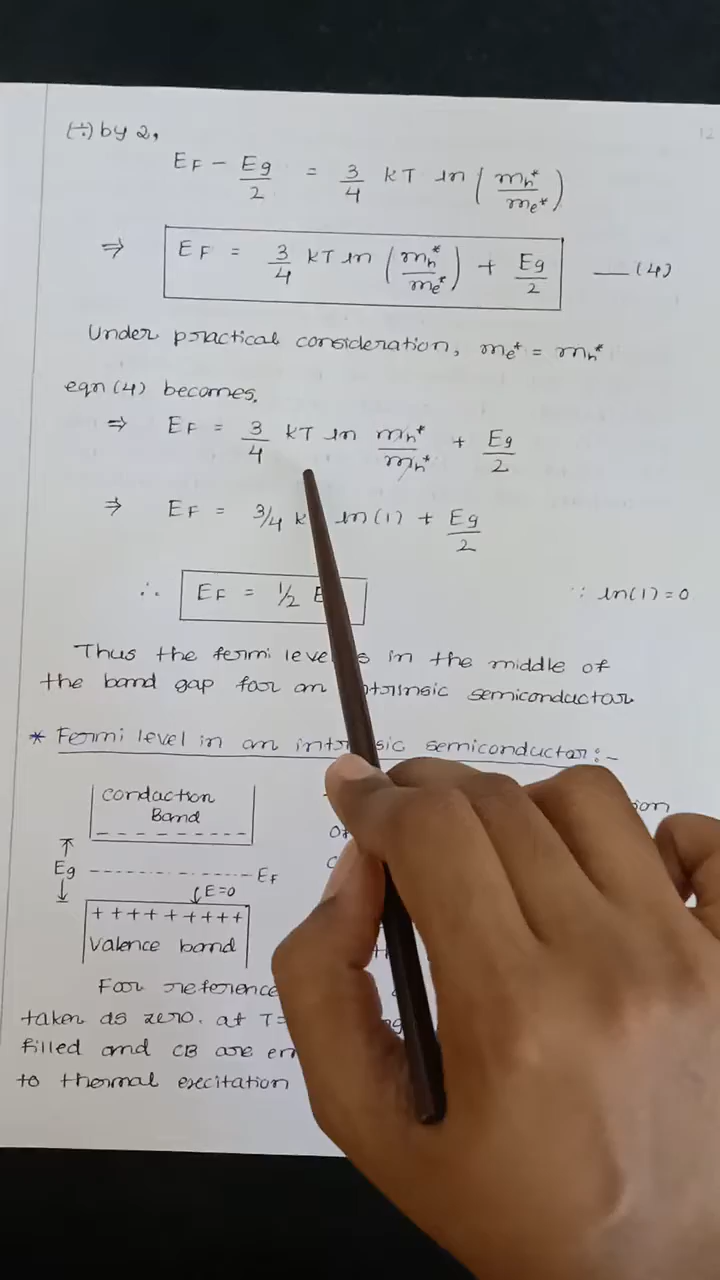 (÷) by 2,
EF - Eg/2 = 3/4 kT ln (mh*/me*)
⇒ EF = 3/4 kT ln (mh*/me*) + Eg/2 —(4)
Under practical consideration, me* = mh*
eqn (4) becomes.
⇒ EF = 3/4 kT ln mh*/mh* + Eg/2
⇒ EF = 3/4 k ln(1) + Eg/2
∴ EF = 1/2 E ∵ ln(1) = 0
Thus the fermi in the middle of
the band gap for an semiconductor
* Fermi level in an semiconductor:-
conduction
Band
Eg
EF
E=0
+ + + + + + + + +
Valence band
For reference
taken as zero. at T=
filled and CB are
to thermal excitation